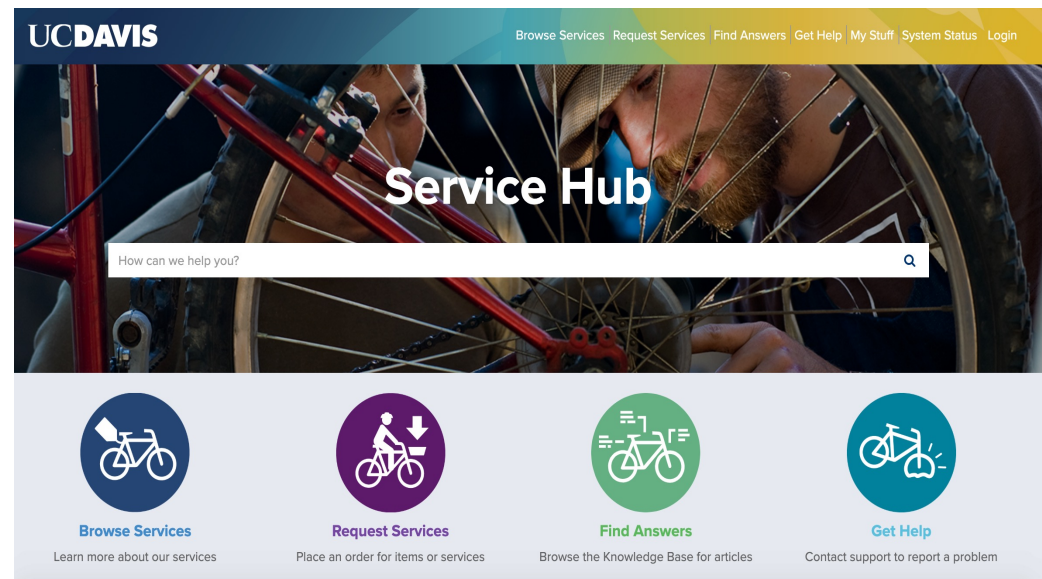 UCDAVIS
Browse Services Request Services Find Answers Get Help My Stuff System Status Login
Service Hub
How can we help you?
Browse Services
Learn more about our services
Request Services
Place an order for items or services
Find Answers
Browse the Knowledge Base for articles
Get Help
Contact support to report a problem